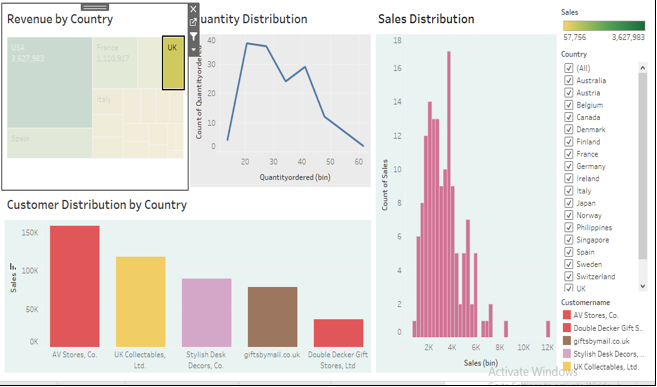 Revenue by Country
USA
3,627,983
France
1,110,917
UK
Italy
Spain
Quantity Distribution
Count of Quantityordered
40
30
20
10
0
20
30
40
50
60
Quantityordered (bin)
Sales Distribution
Count of Sales
18
16
14
12
10
8
6
4
2
0
2K
4K
6K
8K
10K
12K
Sales (bin)
Customer Distribution by Country
Sales
150K
100K
50K
0K
AV Stores, Co.
UK Collectables,
Ltd.
Stylish Desk
Decors, Co.
giftsbymail.co.uk
Double Decker Gift
Stores, Ltd
Sales
57,756 3,627,983
Country
(All)
Australia
Austria
Belgium
Canada
Denmark
Finland
France
Germany
Ireland
Italy
Japan
Norway
Philippines
Singapore
Spain
Sweden
Switzerland
UK
Customername
AV Stores, Co.
Double Decker Gift S..
giftsbymail.co.uk
Stylish Desk Decors, ..
UK Collectables, Ltd.
Activate Windows